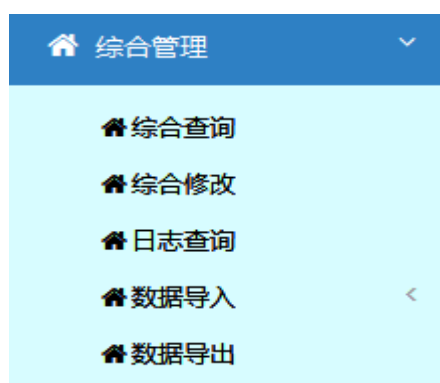 综合管理
综合查询
综合修改
日志查询
数据导入
数据导出